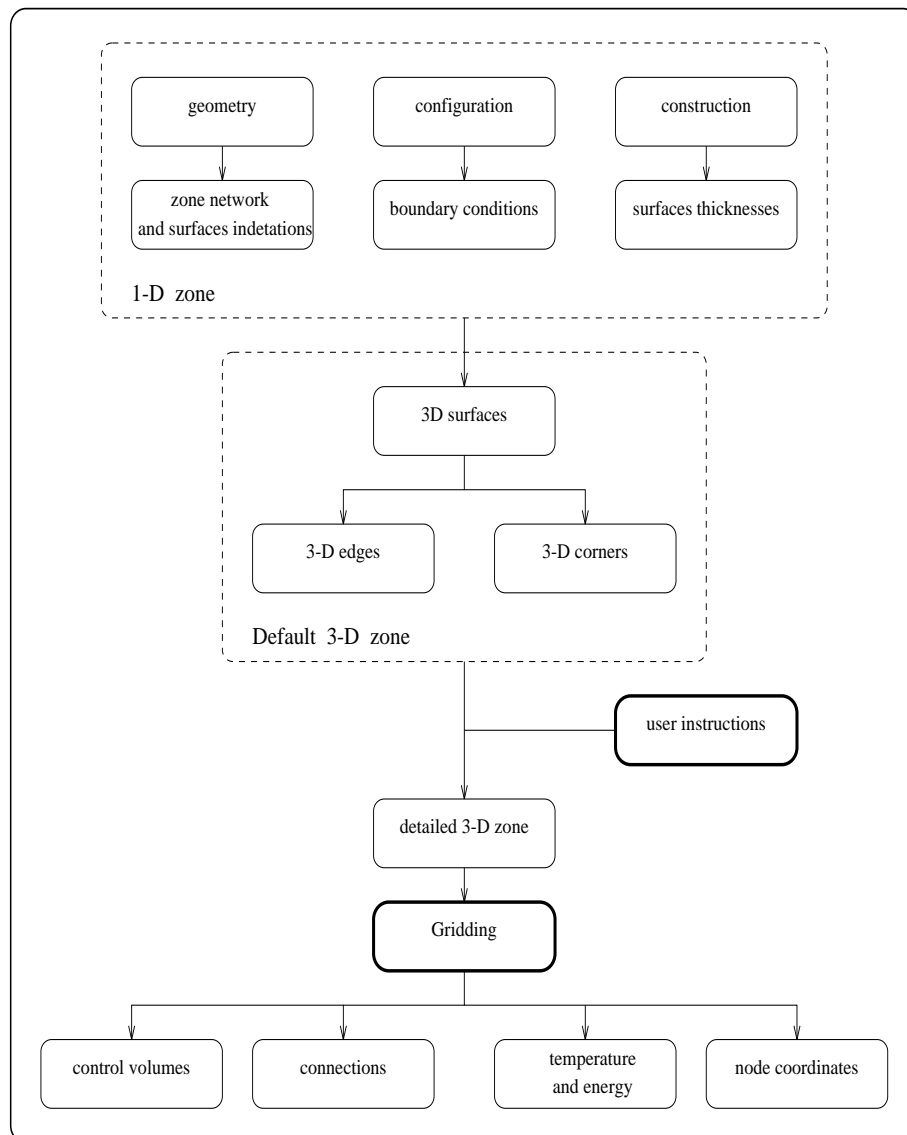 geometry
configuration
construction
zone network
and surfaces indetations
boundary conditions
surfaces thicknesses
1-D zone
3D surfaces
3-D edges
3-D corners
Default 3-D zone
user instructions
detailed 3-D zone
Gridding
control volumes
connections
temperature
and energy
node coordinates